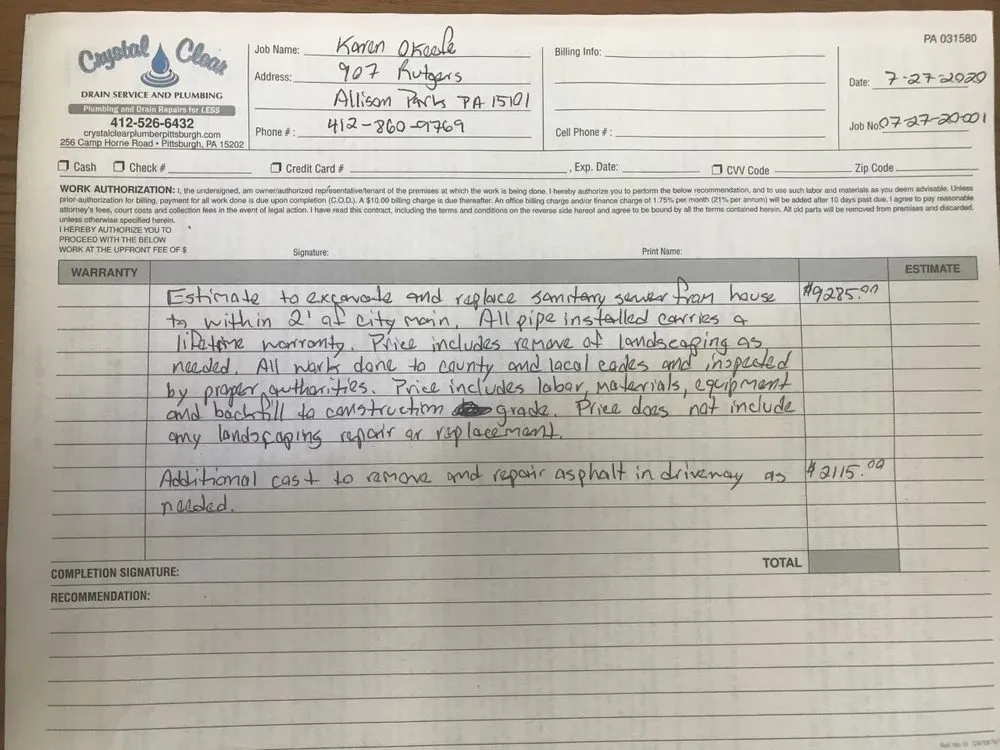 Crystal Clear
DRAIN SERVICE AND PLUMBING
Plumbing and Drain Repairs for LESS
412-526-6432
crystalclearplumberpittsburgh.com
256 Camp Horne Road • Pittsburgh, PA 15202
Job Name: Karen OKeefe
Address: 907 Rutgers
Allison Park PA 15101
Phone #: 412-860-9769
Billing Info:
Cell Phone #:
PA 031580
Date: 7-27-2020
Job No. 07-27-20-001
Cash Check # Credit Card # , Exp. Date: CVV Code Zip Code
WORK AUTHORIZATION: I, the undersigned, am owner/authorized representative/tenant of the premises at which the work is being done. I hereby authorize you to perform the below recommendation, and to use such labor and materials as you deem advisable. Unless
prior-authorization for billing, payment for all work done is due upon completion (C.O.D.). A $10.00 billing charge is due thereafter. An office billing charge and/or finance charge of 1.75% per month (21% per annum) will be added after 10 days past due. I agree to pay reasonable
attorney's fees, court costs and collection fees in the event of legal action. I have read this contract, including the terms and conditions on the reverse side hereof and agree to be bound by all the terms contained herein. All old parts will be removed from premises and discarded.
unless otherwise specified herein.
I HEREBY AUTHORIZE YOU TO
PROCEED WITH THE BELOW
WORK AT THE UPFRONT FEE OF $ Signature: Print Name:
WARRANTY ESTIMATE
Estimate to excavate and replace sanitary sewer from house $9285.00
to within 2' of city main. All pipe installed carries a
lifetime warranty. Price includes remove of landscaping as
needed. All work done to county and local codes and inspected
by proper authorities. Price includes labor, materials, equipment
and backfill to construction grade. Price does not include
any landscaping repair or replacement.
Additional cost to remove and repair asphalt in driveway as $2115.00
needed.
TOTAL
COMPLETION SIGNATURE:
RECOMMENDATION: